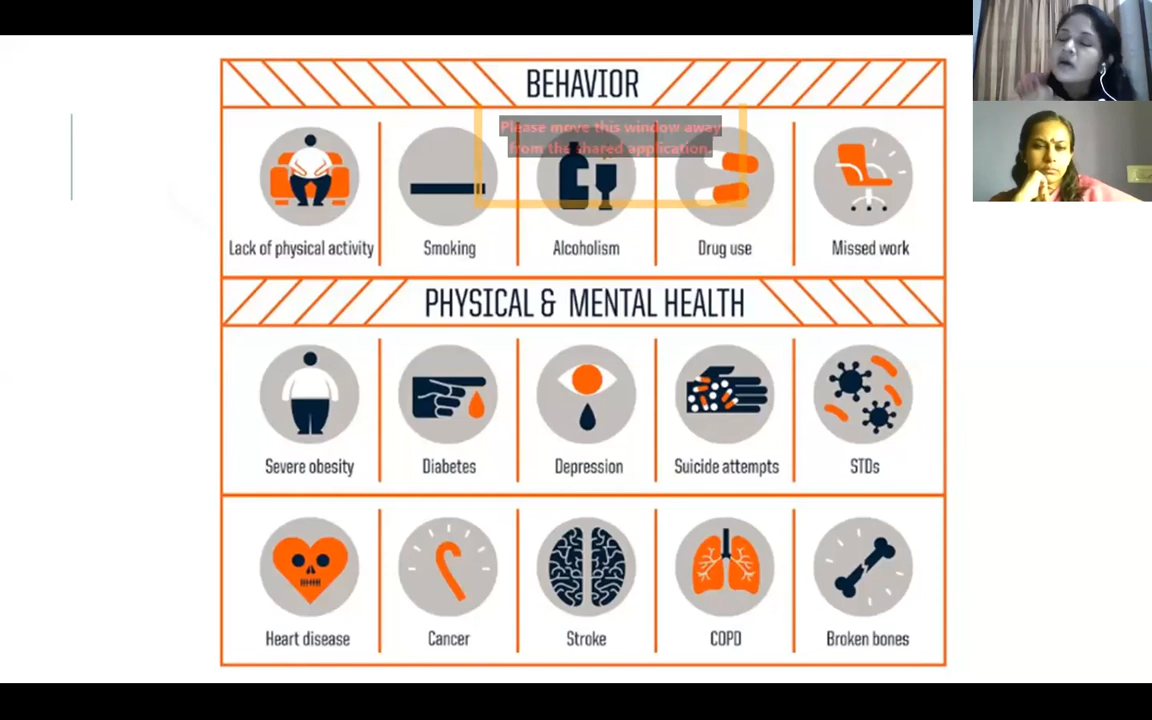 BEHAVIOR
Please move this window away
from the shared application.
Lack of physical activity
Smoking
Alcoholism
Drug use
Missed work
PHYSICAL & MENTAL HEALTH
Severe obesity
Diabetes
Depression
Suicide attempts
STDs
Heart disease
Cancer
Stroke
COPD
Broken bones